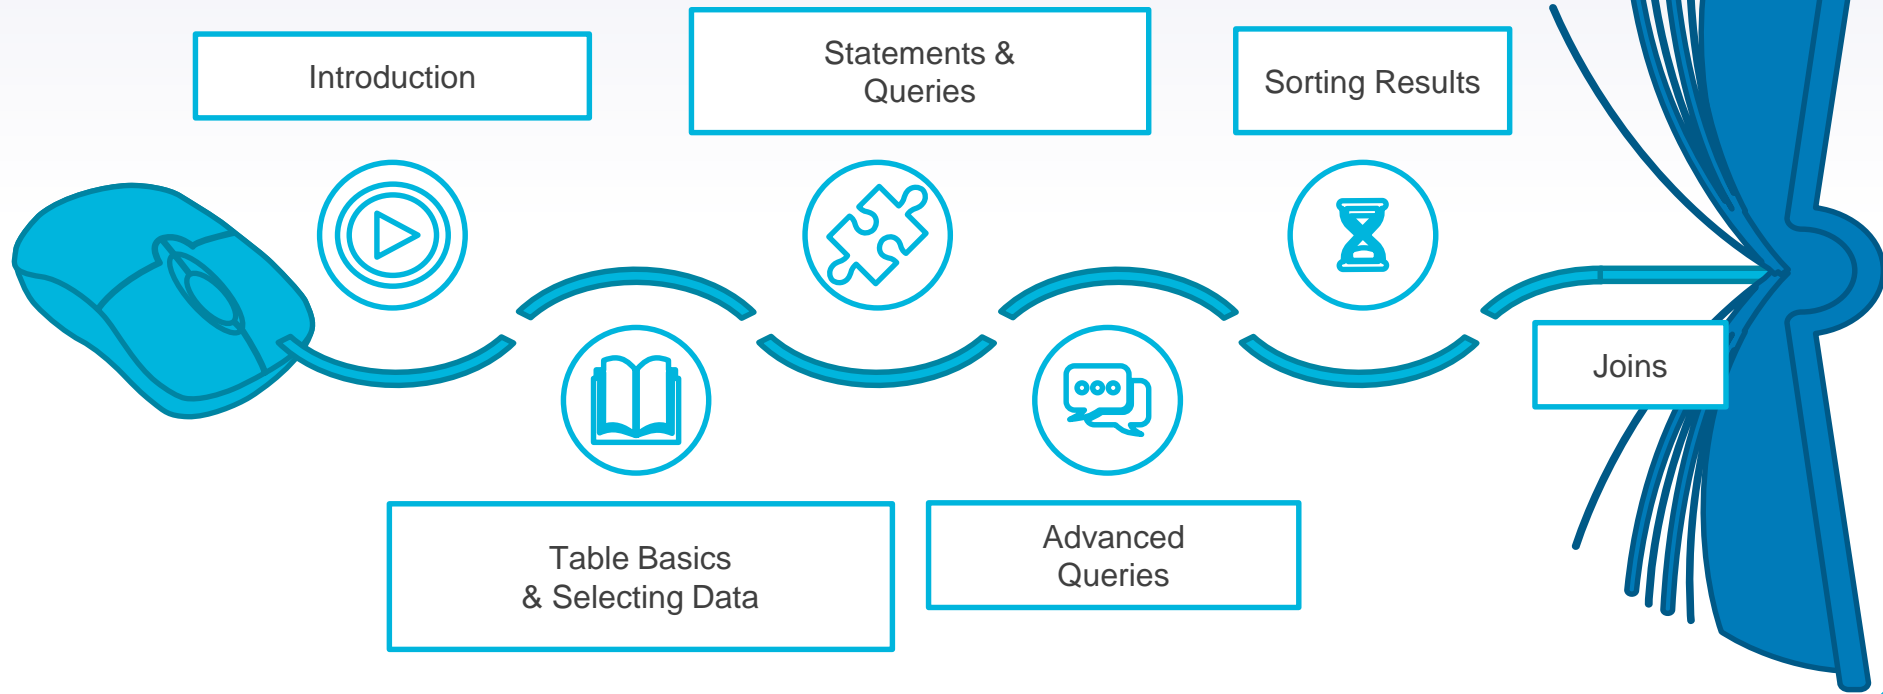 Introduction
Table Basics
& Selecting Data
Statements &
Queries
Advanced
Queries
Sorting Results
Joins